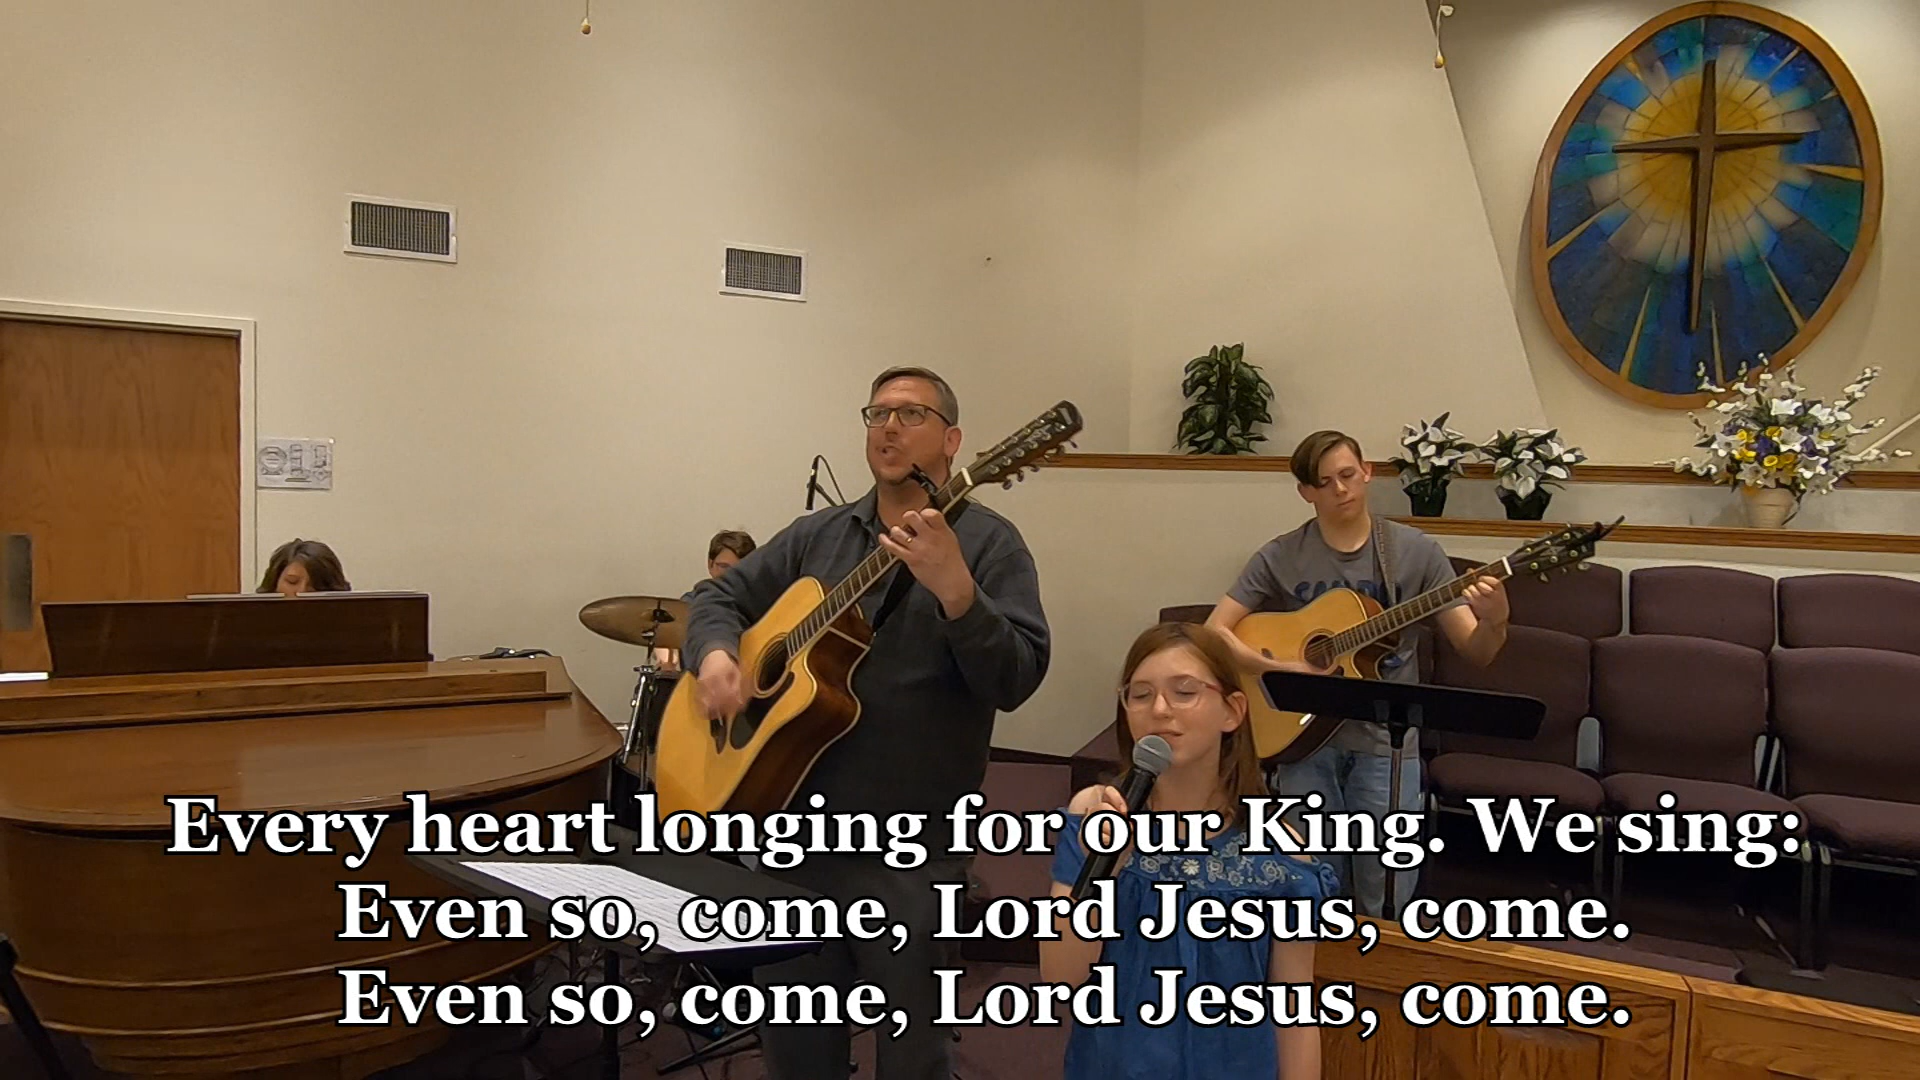 Every heart longing for our King. We sing:
Even so, come, Lord Jesus, come.
Even so, come, Lord Jesus, come.